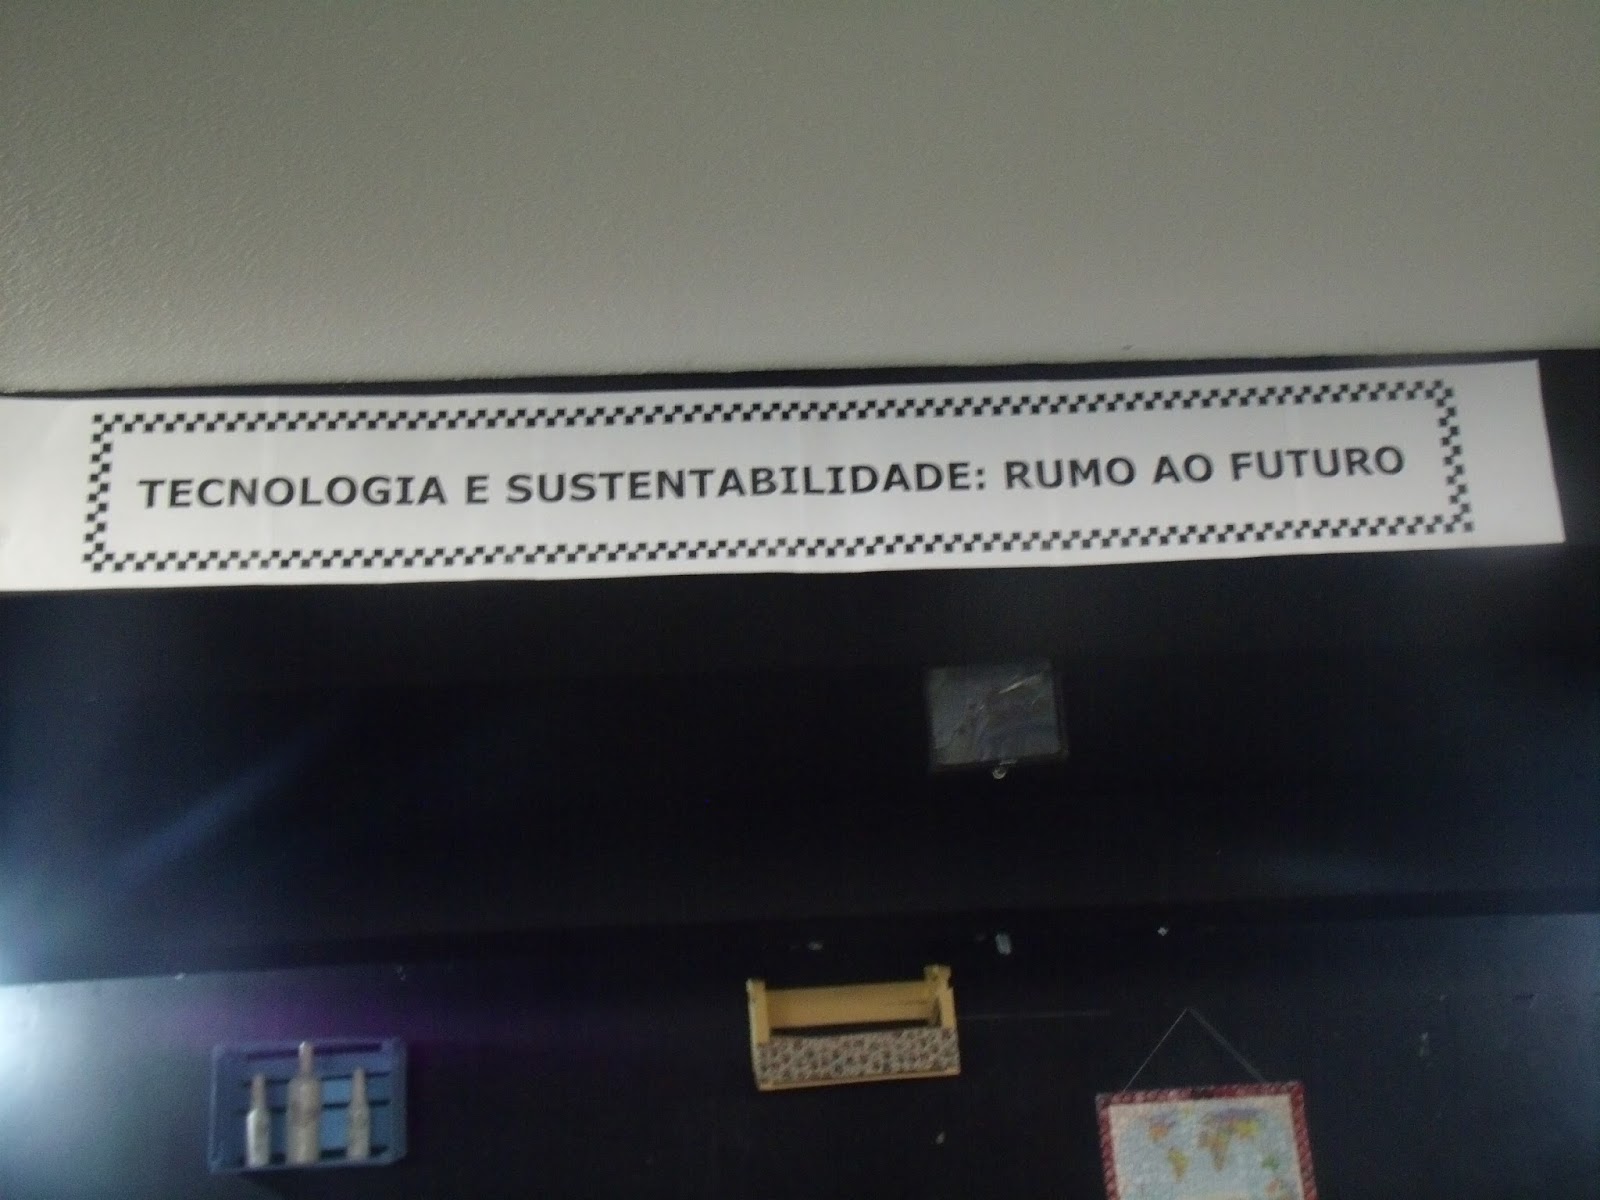 TECNOLOGIA E SUSTENTABILIDADE: RUMO AO FUTURO